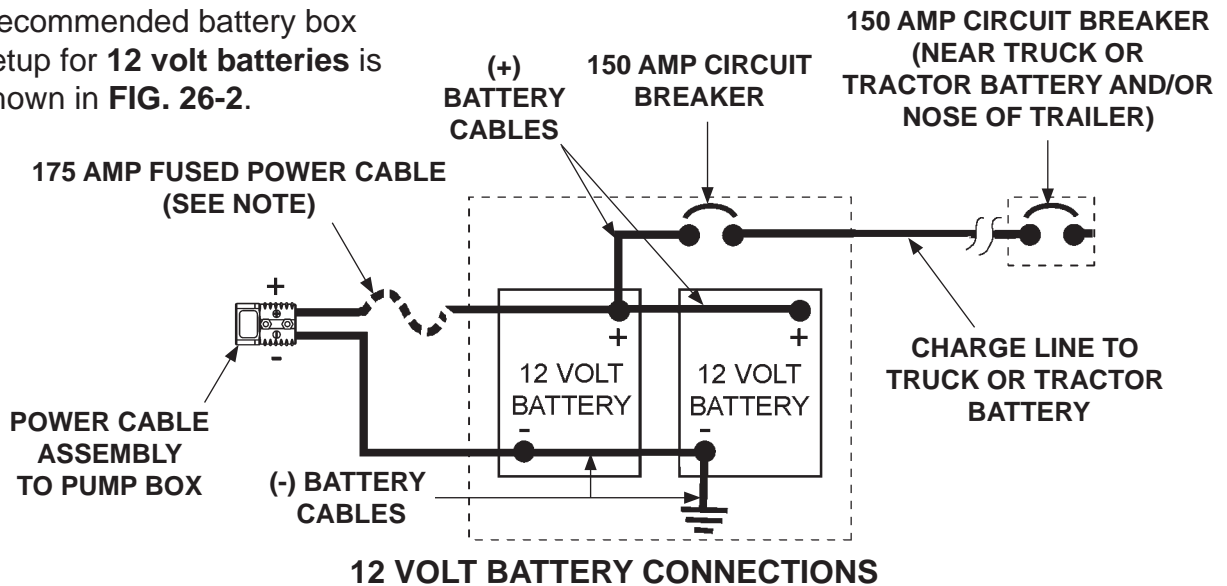 ecommended battery box
etup for 12 volt batteries is
hown in FIG. 26-2.
150 AMP CIRCUIT BREAKER
(NEAR TRUCK OR
TRACTOR BATTERY AND/OR
NOSE OF TRAILER)
(+)
BATTERY
CABLES
150 AMP CIRCUIT
BREAKER
175 AMP FUSED POWER CABLE
(SEE NOTE)
+
-
+
12 VOLT
BATTERY
-
+
12 VOLT
BATTERY
-
CHARGE LINE TO
TRUCK OR TRACTOR
BATTERY
POWER CABLE
ASSEMBLY
TO PUMP BOX
(-) BATTERY
CABLES
12 VOLT BATTERY CONNECTIONS